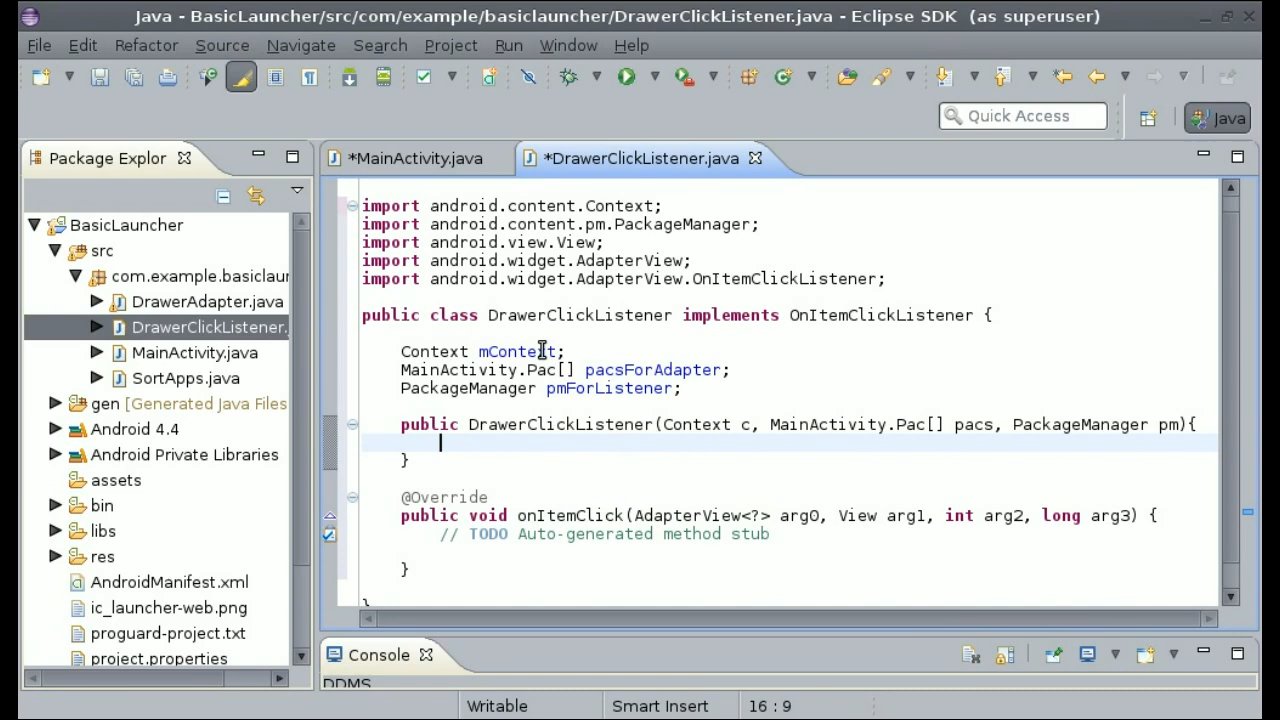 Java - BasicLauncher/src/com/example/basiclauncher/DrawerClickListener.java - Eclipse SDK (as superuser)
File Edit Refactor Source Navigate Search Project Run Window Help
Quick Access
Java
Package Explor
*MainActivity.java
*DrawerClickListener.java
BasicLauncher
src
com.example.basiclaun
DrawerAdapter.java
DrawerClickListener.
MainActivity.java
SortApps.java
gen [Generated Java Files
Android 4.4
Android Private Libraries
assets
bin
libs
res
AndroidManifest.xml
ic_launcher-web.png
proguard-project.txt
project.properties
import android.content.Context;
import android.content.pm.PackageManager;
import android.view.View;
import android.widget.AdapterView;
import android.widget.AdapterView.OnItemClickListener;
public class DrawerClickListener implements OnItemClickListener {
Context mContext;
MainActivity.Pac[] pacsForAdapter;
PackageManager pmForListener;
public DrawerClickListener(Context c, MainActivity.Pac[] pacs, PackageManager pm){
}
@Override
public void onItemClick(AdapterView<?> arg0, View arg1, int arg2, long arg3) {
// TODO Auto-generated method stub
}
}
Console
DDMS
Writable
Smart Insert
16 : 9